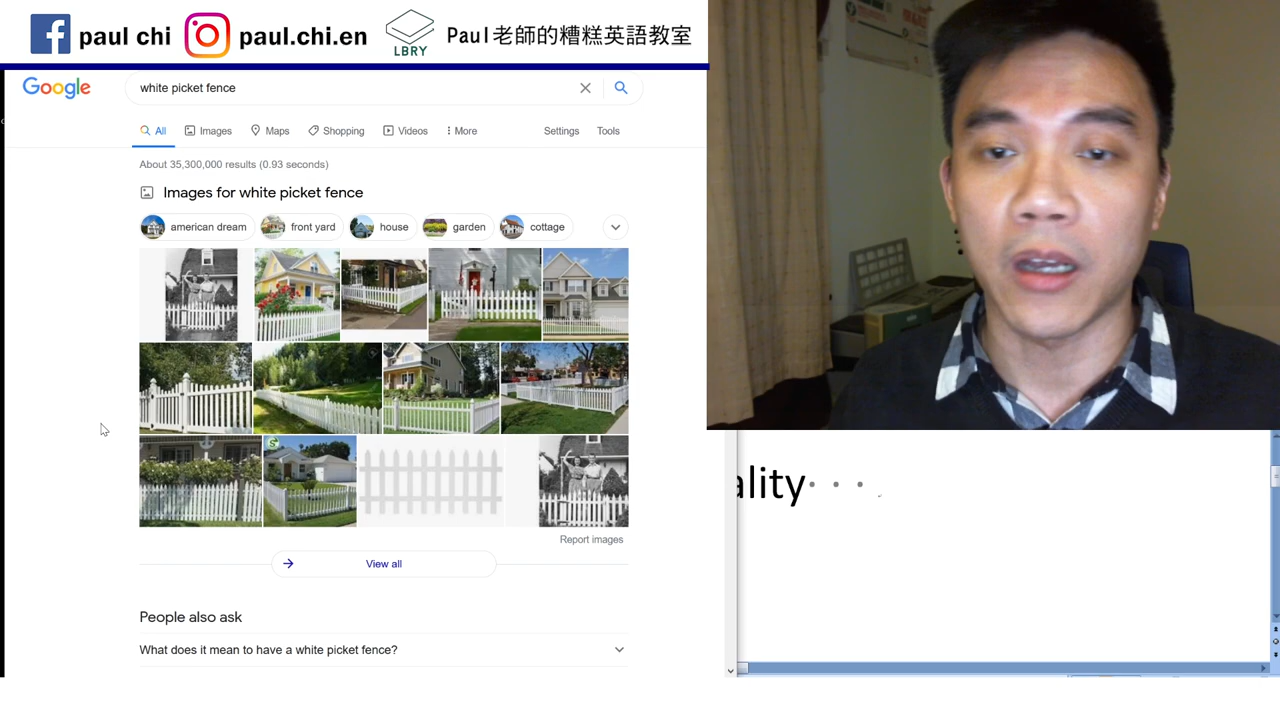 paul chi
paul.chi.en
LBRY
Paul老師的糟糕英語教室
Google
white picket fence
All
Images
Maps
Shopping
Videos
More
Settings
Tools
About 35,300,000 results (0.93 seconds)
Images for white picket fence
american dream
front yard
house
garden
cottage
Report images
View all
People also ask
What does it mean to have a white picket fence?
ality